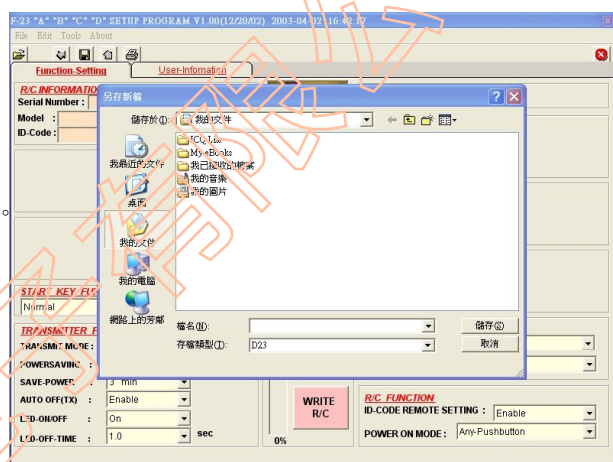 F-23 "A" "B" "C" "D" SETUP PROGRAM V1.00(12/20/02) 2003-04-02 16:42:17
File Edit Tools About
Function-Setting User-Infomation
R/C INFORMATIO
Serial Number :
Model :
ID-Code :
另存新檔
儲存於(I): 我的文件
我最近的文件
桌面
我的文件
我的電腦
網路上的芳鄰
ICQ Lite
My eBooks
我已接收的檔案
我的音樂
我的圖片
檔名(N): 儲存(S)
存檔類型(T): D23 取消
START KEY FU
Normal
TRANSMITTER F
TRANSMIT MODE:
POWERSAVING :
SAVE-POWER : 3 min
AUTO OFF(TX) : Enable
LED-ON/OFF : On
LED-OFF-TIME : 1.0 sec
WRITE
R/C
0%
R/C FUNCTION
ID-CODE REMOTE SETTING : Enable
POWER ON MODE : Any-Pushbutton
有限公